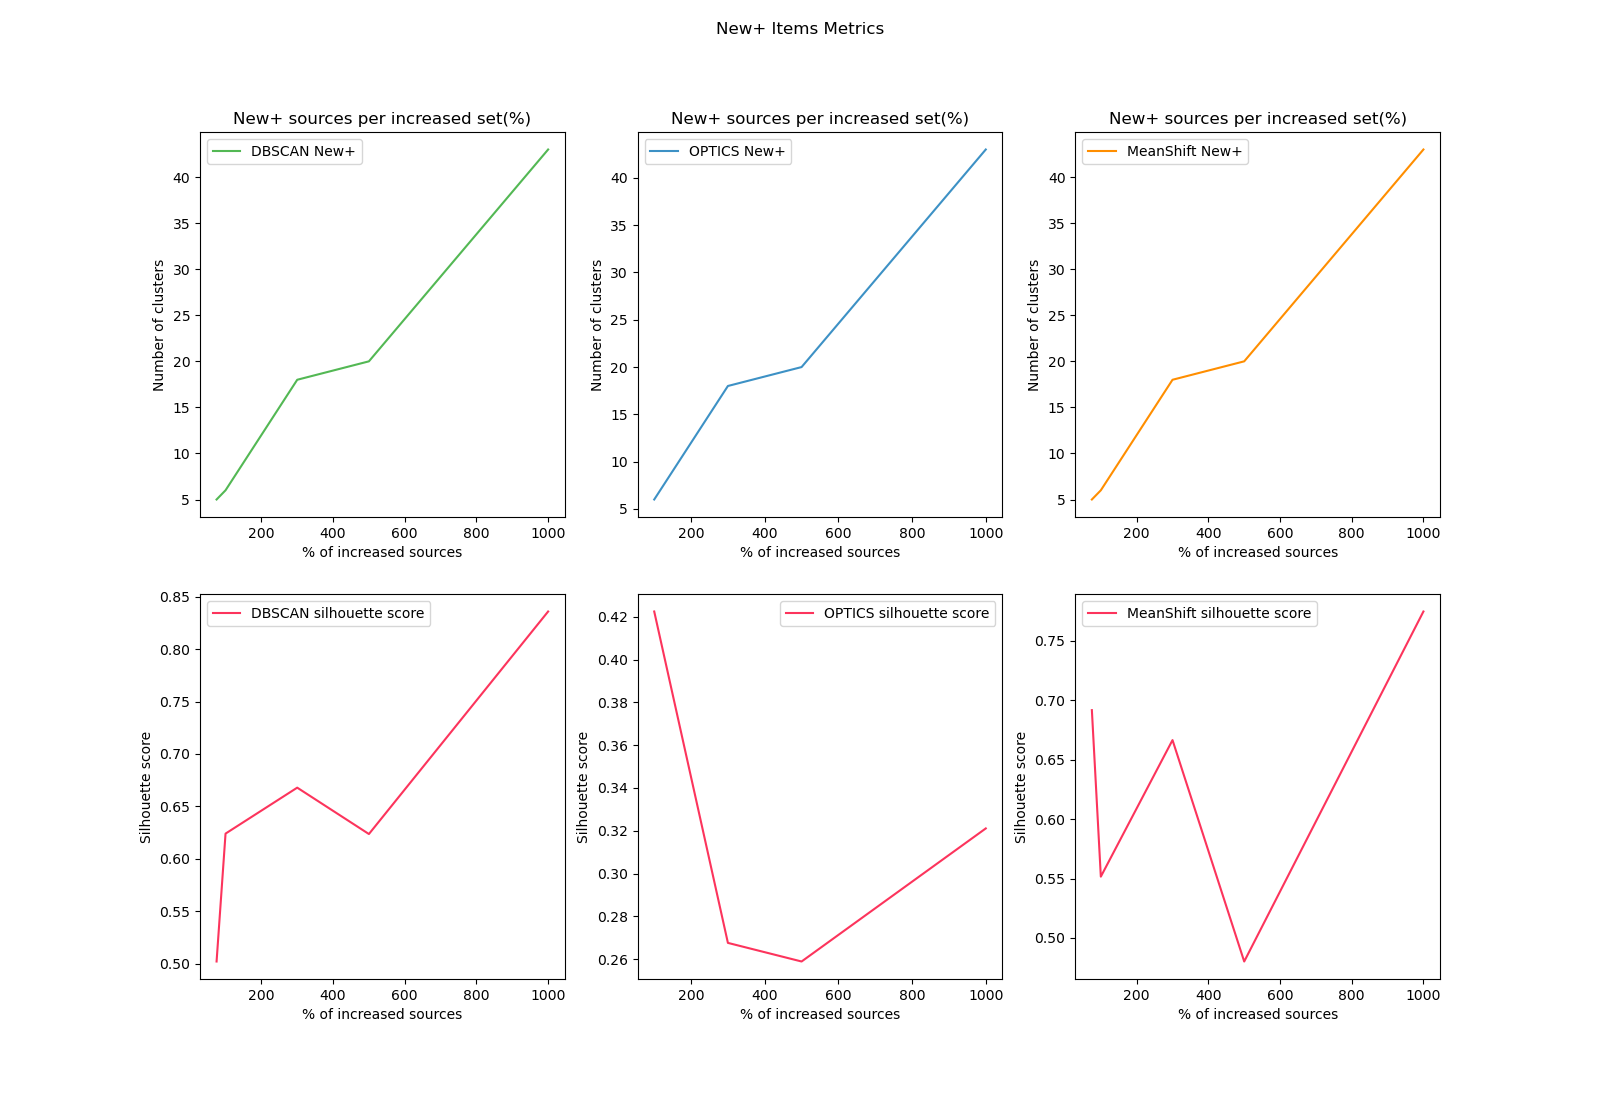 New+ Items Metrics
New+ sources per increased set(%)
DBSCAN New+
Number of clusters
40
35
30
25
20
15
10
5
200 400 600 800 1000
% of increased sources
New+ sources per increased set(%)
OPTICS New+
Number of clusters
40
35
30
25
20
15
10
5
200 400 600 800 1000
% of increased sources
New+ sources per increased set(%)
MeanShift New+
Number of clusters
40
35
30
25
20
15
10
5
200 400 600 800 1000
% of increased sources
DBSCAN silhouette score
Silhouette score
0.85
0.80
0.75
0.70
0.65
0.60
0.55
0.50
200 400 600 800 1000
% of increased sources
OPTICS silhouette score
Silhouette score
0.42
0.40
0.38
0.36
0.34
0.32
0.30
0.28
0.26
200 400 600 800 1000
% of increased sources
MeanShift silhouette score
Silhouette score
0.75
0.70
0.65
0.60
0.55
0.50
200 400 600 800 1000
% of increased sources